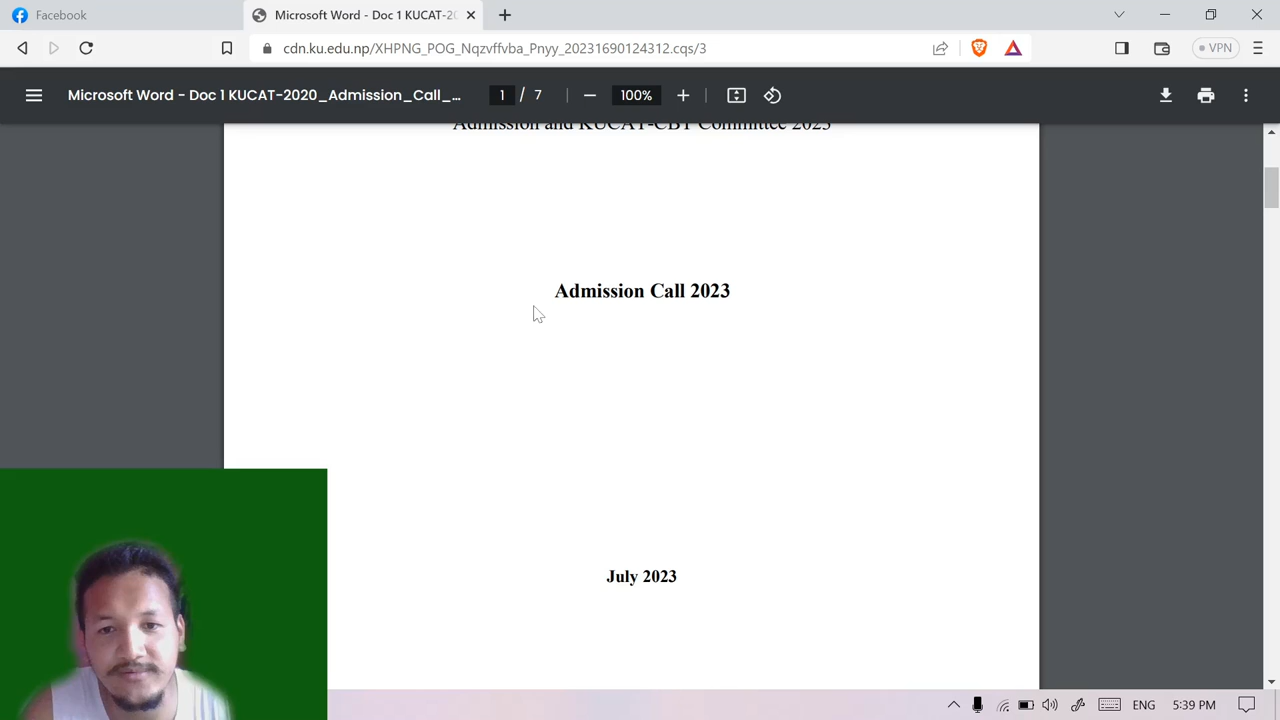 Facebook
Microsoft Word - Doc 1 KUCAT-20
cdn.ku.edu.np/XHPNG_POG_Nqzvffvba_Pnyy_20231690124312.cqs/3
VPN
Microsoft Word - Doc 1 KUCAT-2020_Admission_Call_...
1 / 7
100%
Admission and KUCAT-CBT Committee 2023
Admission Call 2023
July 2023
ENG
5:39 PM